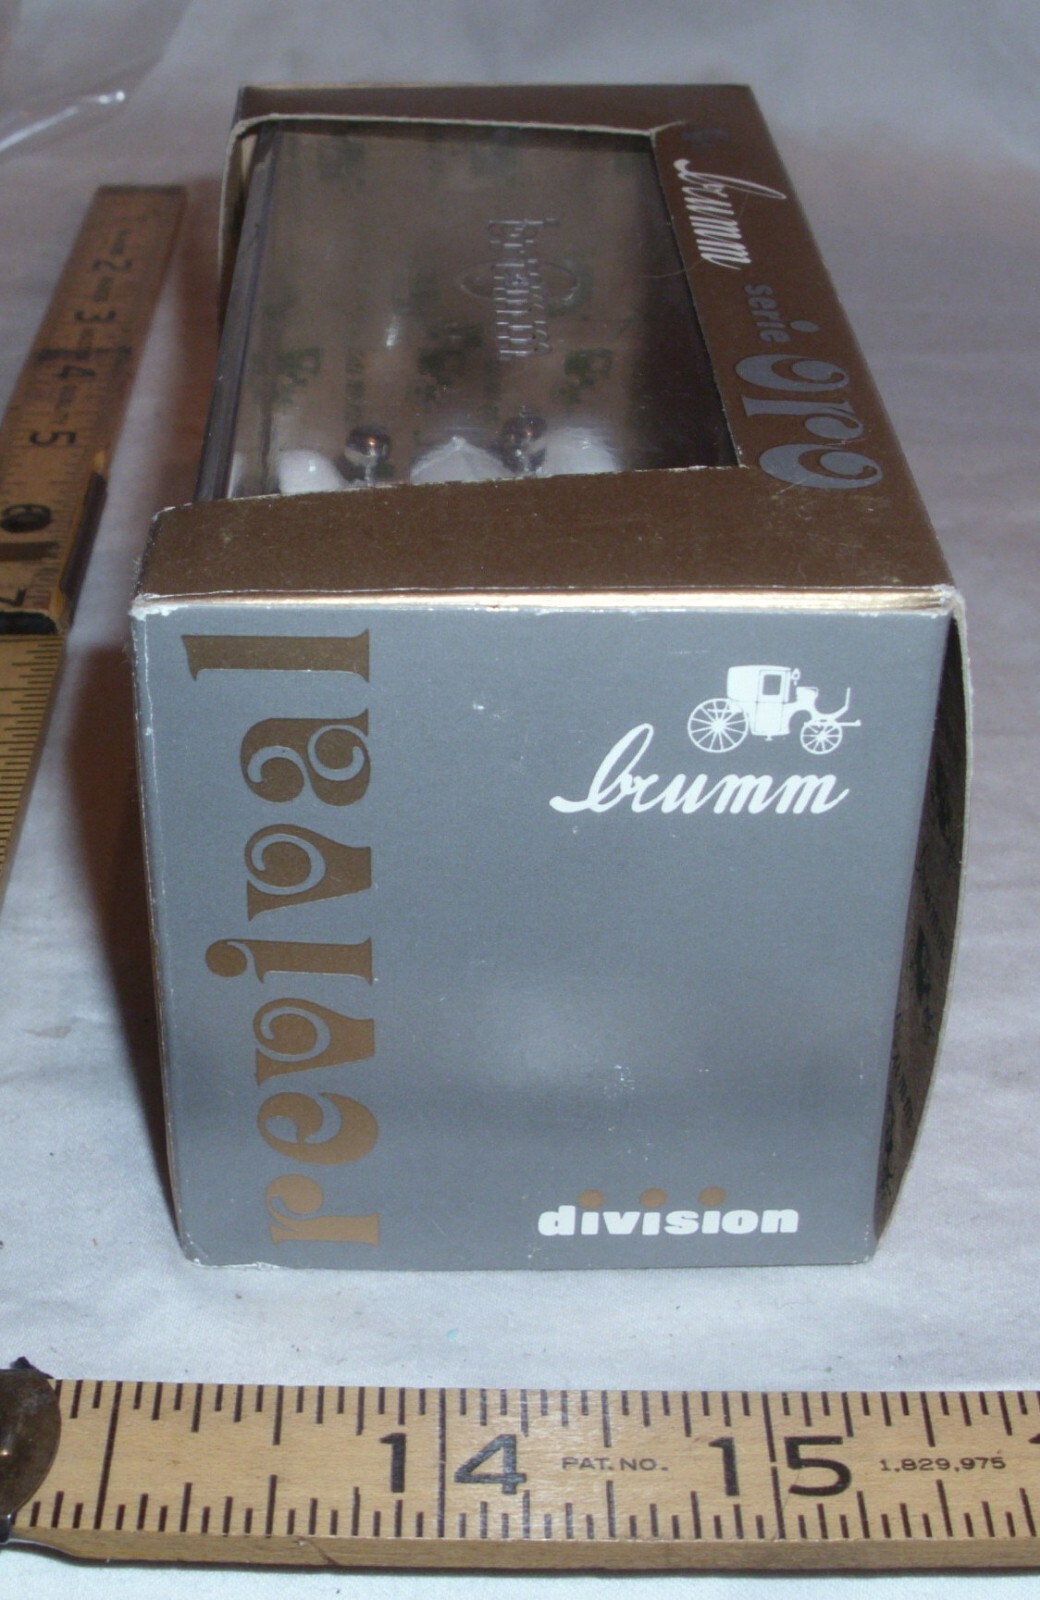 brumm
serie oro
brumm
revival
brumm
division
2
3
4
5
7
14 PAT. NO. 15 1,829,975